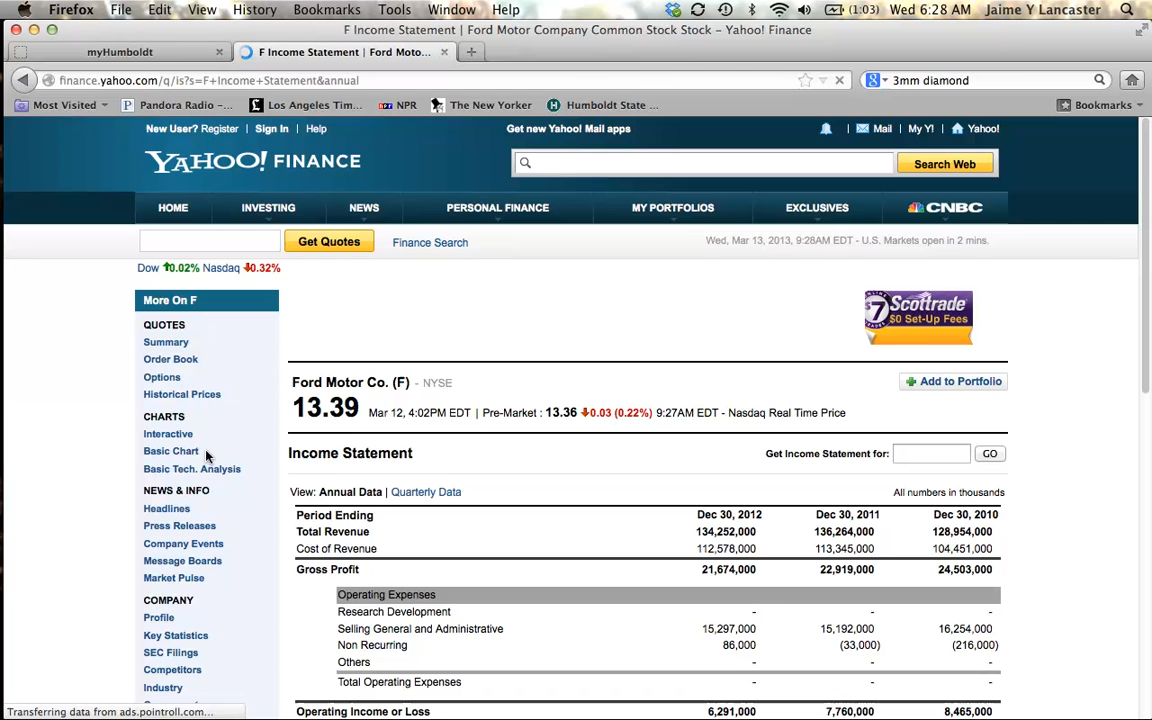 Firefox File Edit View History Bookmarks Tools Window Help (1:03) Wed 6:28 AM Jaime Y Lancaster
F Income Statement | Ford Motor Company Common Stock Stock – Yahoo! Finance
myHumboldt F Income Statement | Ford Moto...
finance.yahoo.com/q/is?s=F+Income+Statement&annual 3mm diamond
Most Visited Pandora Radio –... Los Angeles Tim... NPR The New Yorker Humboldt State ... Bookmarks
New User? Register Sign In Help Get new Yahoo! Mail apps Mail My Y! Yahoo!
YAHOO! FINANCE Search Web
HOME INVESTING NEWS PERSONAL FINANCE MY PORTFOLIOS EXCLUSIVES CNBC
Get Quotes Finance Search Wed, Mar 13, 2013, 9:28AM EDT - U.S. Markets open in 2 mins.
Dow 0.02% Nasdaq 0.32%
More On F
QUOTES
Summary
Order Book
Options
Historical Prices
CHARTS
Interactive
Basic Chart
Basic Tech. Analysis
NEWS & INFO
Headlines
Press Releases
Company Events
Message Boards
Market Pulse
COMPANY
Profile
Key Statistics
SEC Filings
Competitors
Industry
$7 Scottrade
$0 Set-Up Fees
Ford Motor Co. (F) - NYSE Add to Portfolio
13.39 Mar 12, 4:02PM EDT | Pre-Market : 13.36 0.03 (0.22%) 9:27AM EDT - Nasdaq Real Time Price
Income Statement Get Income Statement for: GO
View: Annual Data | Quarterly Data All numbers in thousands
Period Ending Dec 30, 2012 Dec 30, 2011 Dec 30, 2010
Total Revenue 134,252,000 136,264,000 128,954,000
Cost of Revenue 112,578,000 113,345,000 104,451,000
Gross Profit 21,674,000 22,919,000 24,503,000
Operating Expenses
Research Development - - -
Selling General and Administrative 15,297,000 15,192,000 16,254,000
Non Recurring 86,000 (33,000) (216,000)
Others - - -
Total Operating Expenses - - -
Operating Income or Loss 6,291,000 7,760,000 8,465,000
Transferring data from ads.pointroll.com...